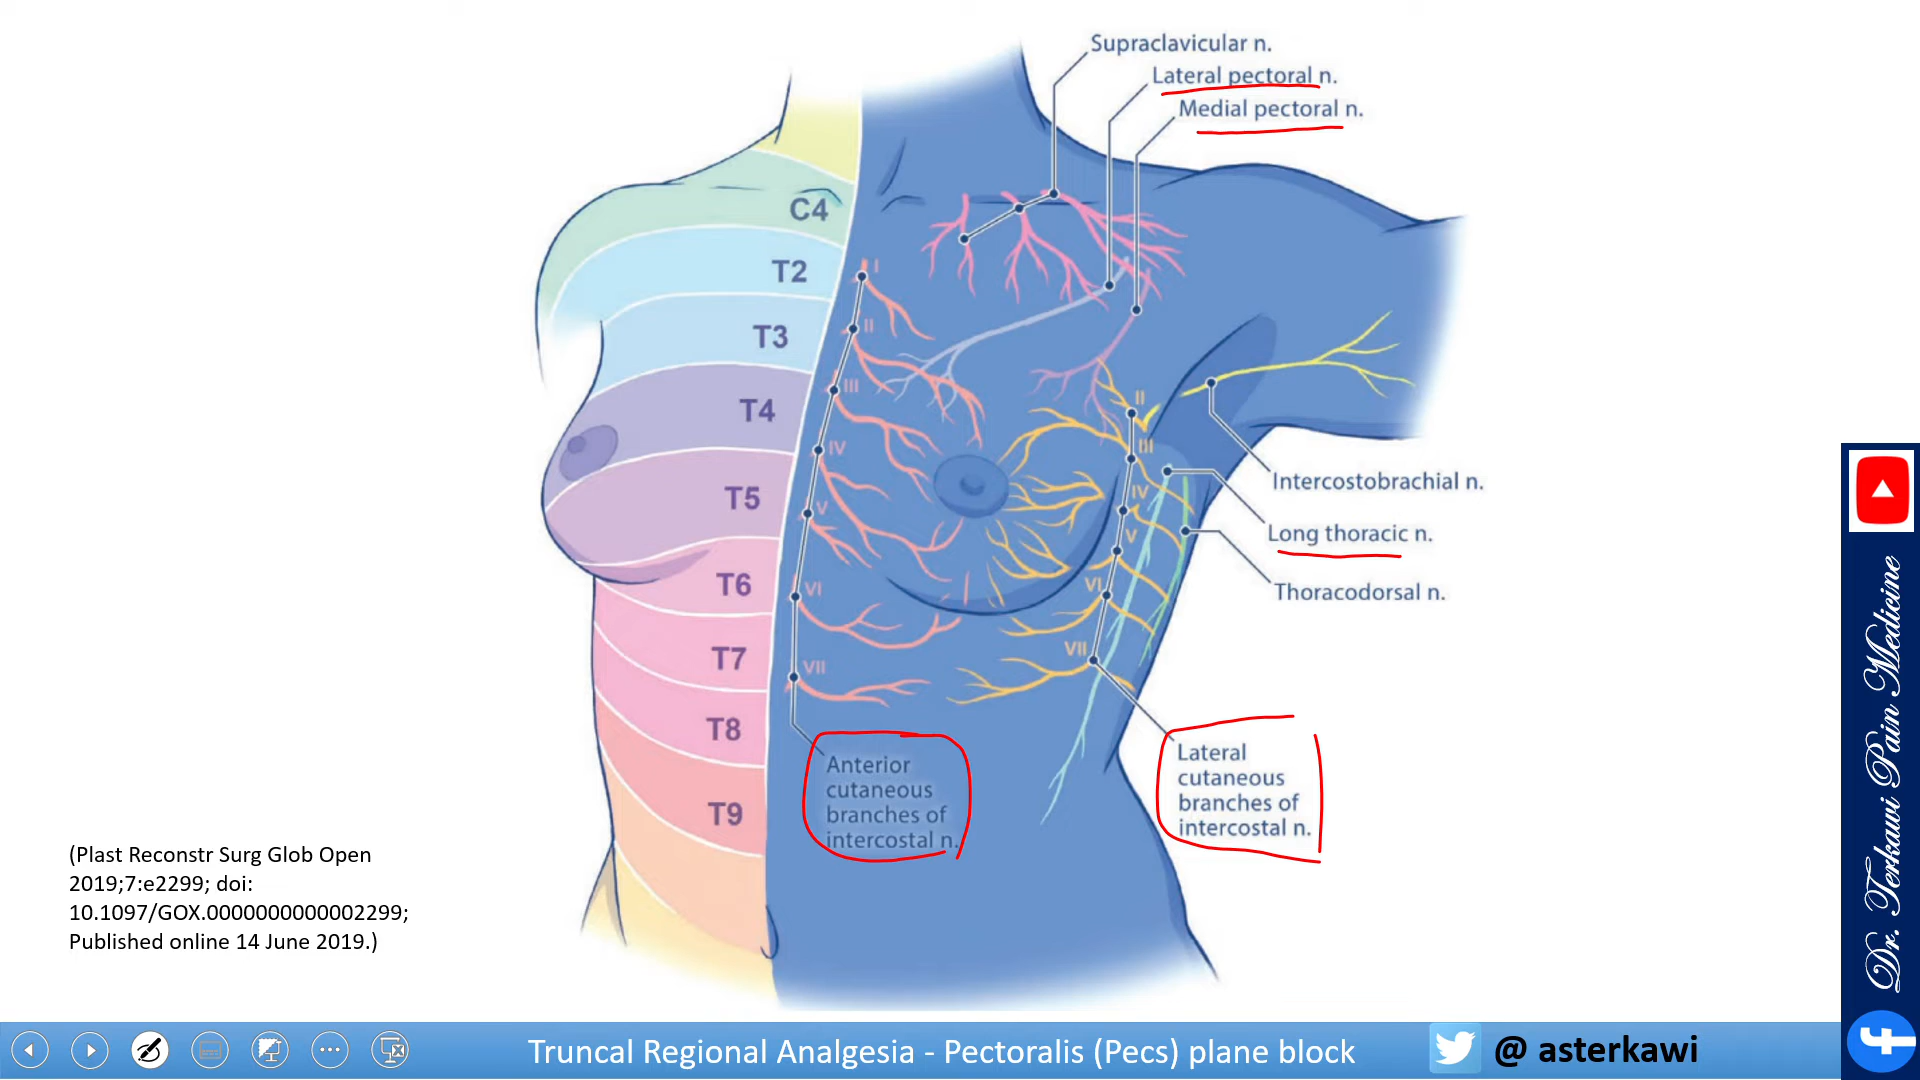 Supraclavicular n.
Lateral pectoral n.
Medial pectoral n.
C4
T2
T3
T4
T5
T6
T7
T8
T9
I
II
III
IV
V
VI
VII
II
III
IV
V
VI
VII
Intercostobrachial n.
Long thoracic n.
Thoracodorsal n.
Anterior
cutaneous
branches of
intercostal n.
Lateral
cutaneous
branches of
intercostal n.
(Plast Reconstr Surg Glob Open
2019;7:e2299; doi:
10.1097/GOX.0000000000002299;
Published online 14 June 2019.)
Dr. Terkawi Pain Medicine
Truncal Regional Analgesia - Pectoralis (Pecs) plane block
@ asterkawi